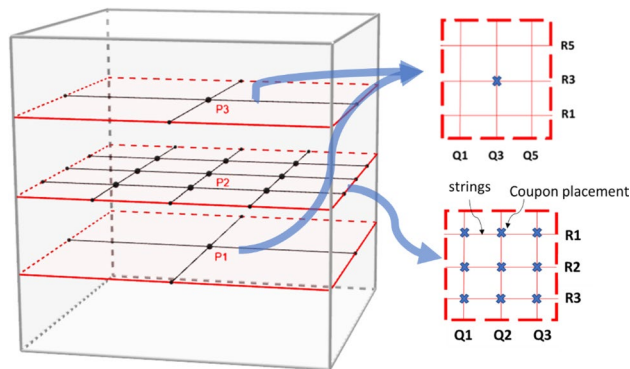 P3
P2
P1
R5
R3
R1
Q1 Q3 Q5
strings Coupon placement
R1
R2
R3
Q1 Q2 Q3